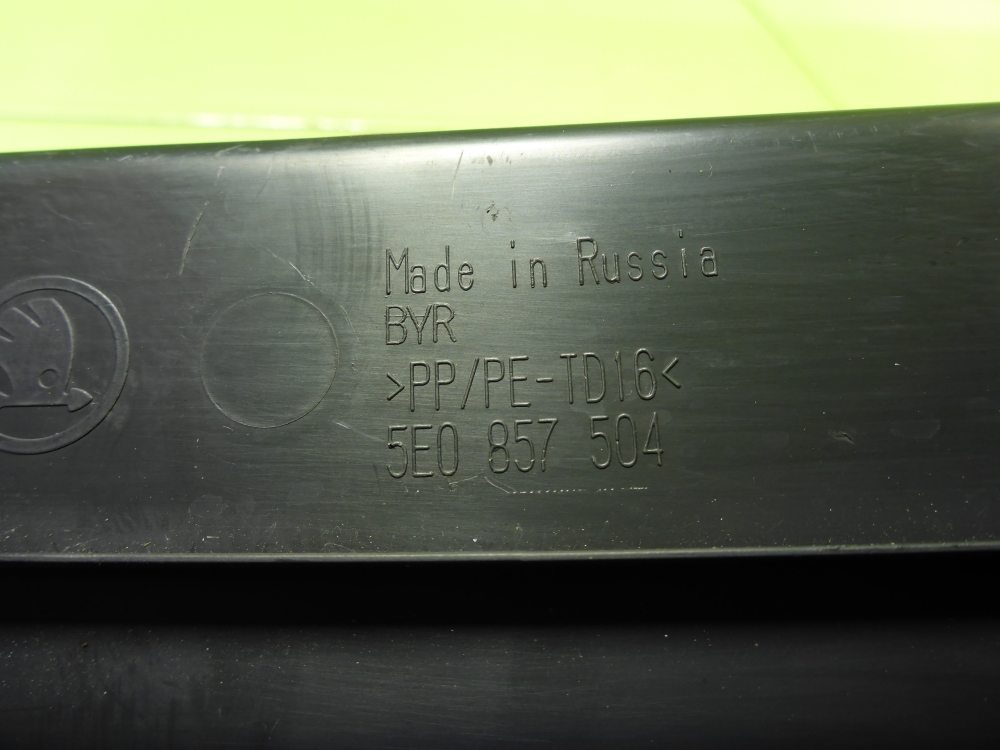 Made in Russia
BYR
>PP/PE-TD16<
5E0 857 504